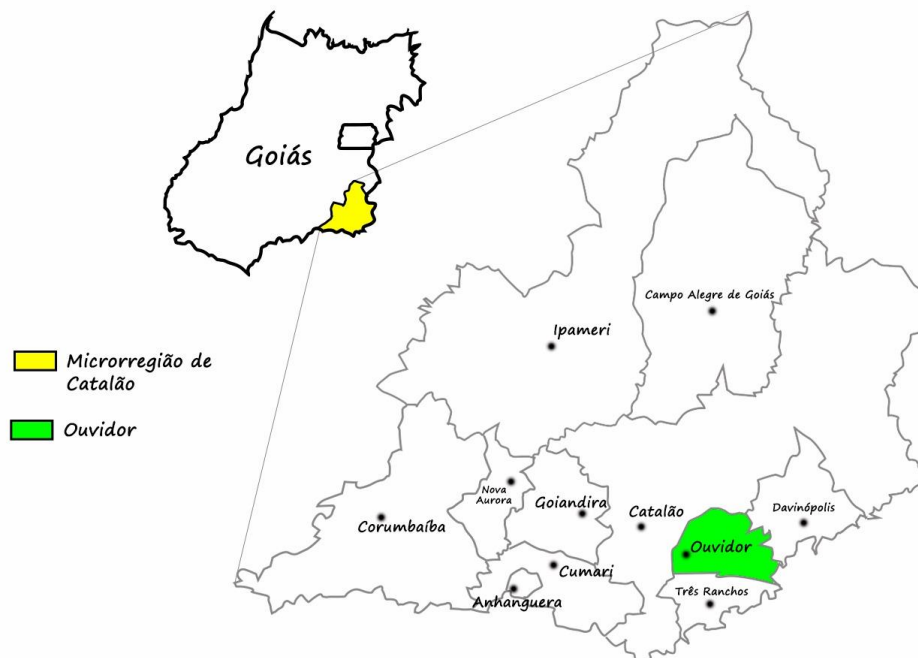 Goiás
Microrregião de
Catalão
Ouvidor
Campo Alegre de Goiás
Ipameri
Nova
Aurora
Goiandira
Corumbaíba
Catalão
Davinópolis
Ouvidor
Cumari
Anhanguera
Três Ranchos